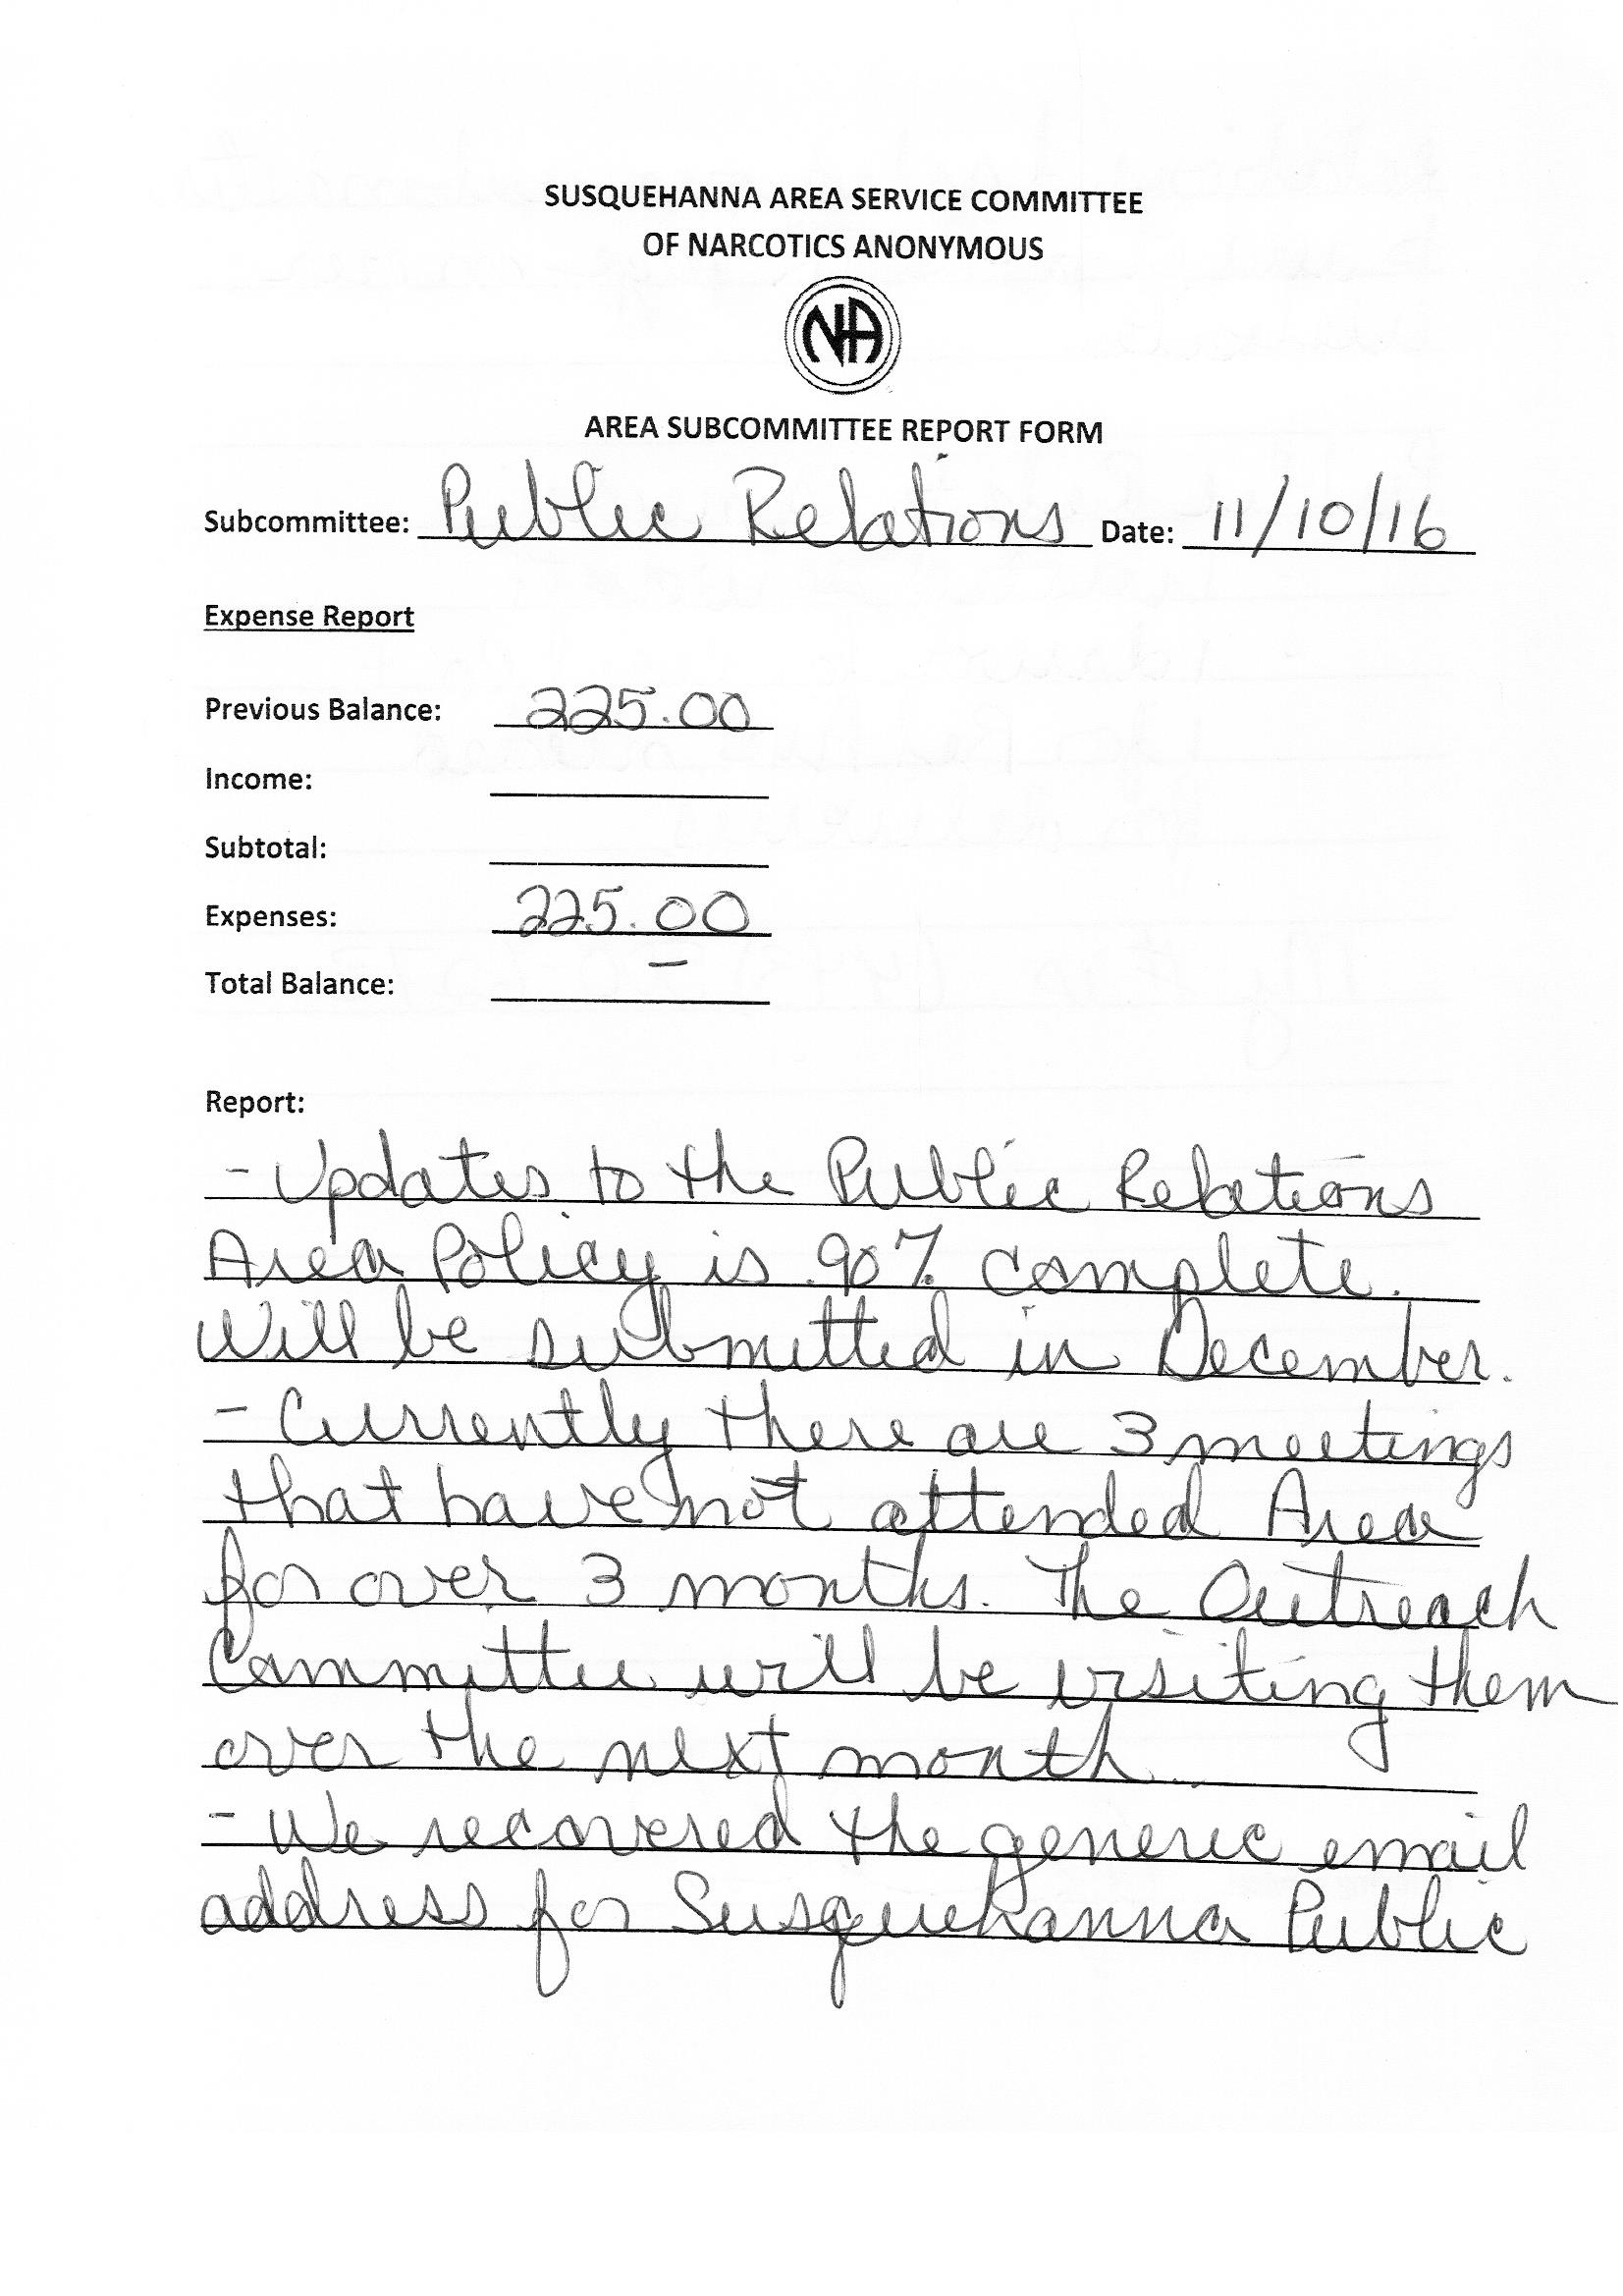 SUSQUEHANNA AREA SERVICE COMMITTEE
OF NARCOTICS ANONYMOUS
NA
AREA SUBCOMMITTEE REPORT FORM
Subcommittee: Public Relations Date: 11/10/16
Expense Report
Previous Balance: 225.00
Income:
Subtotal:
Expenses: 225.00
Total Balance: –
Report:
- Updates to the Public Relations
Area Policy is 90% complete.
Will be submitted in December.
- Currently there are 3 meetings
that have not attended Area
for over 3 months. The Outreach
Committee will be visiting them
over the next month.
- We recovered the generic email
address for Susquehanna Public